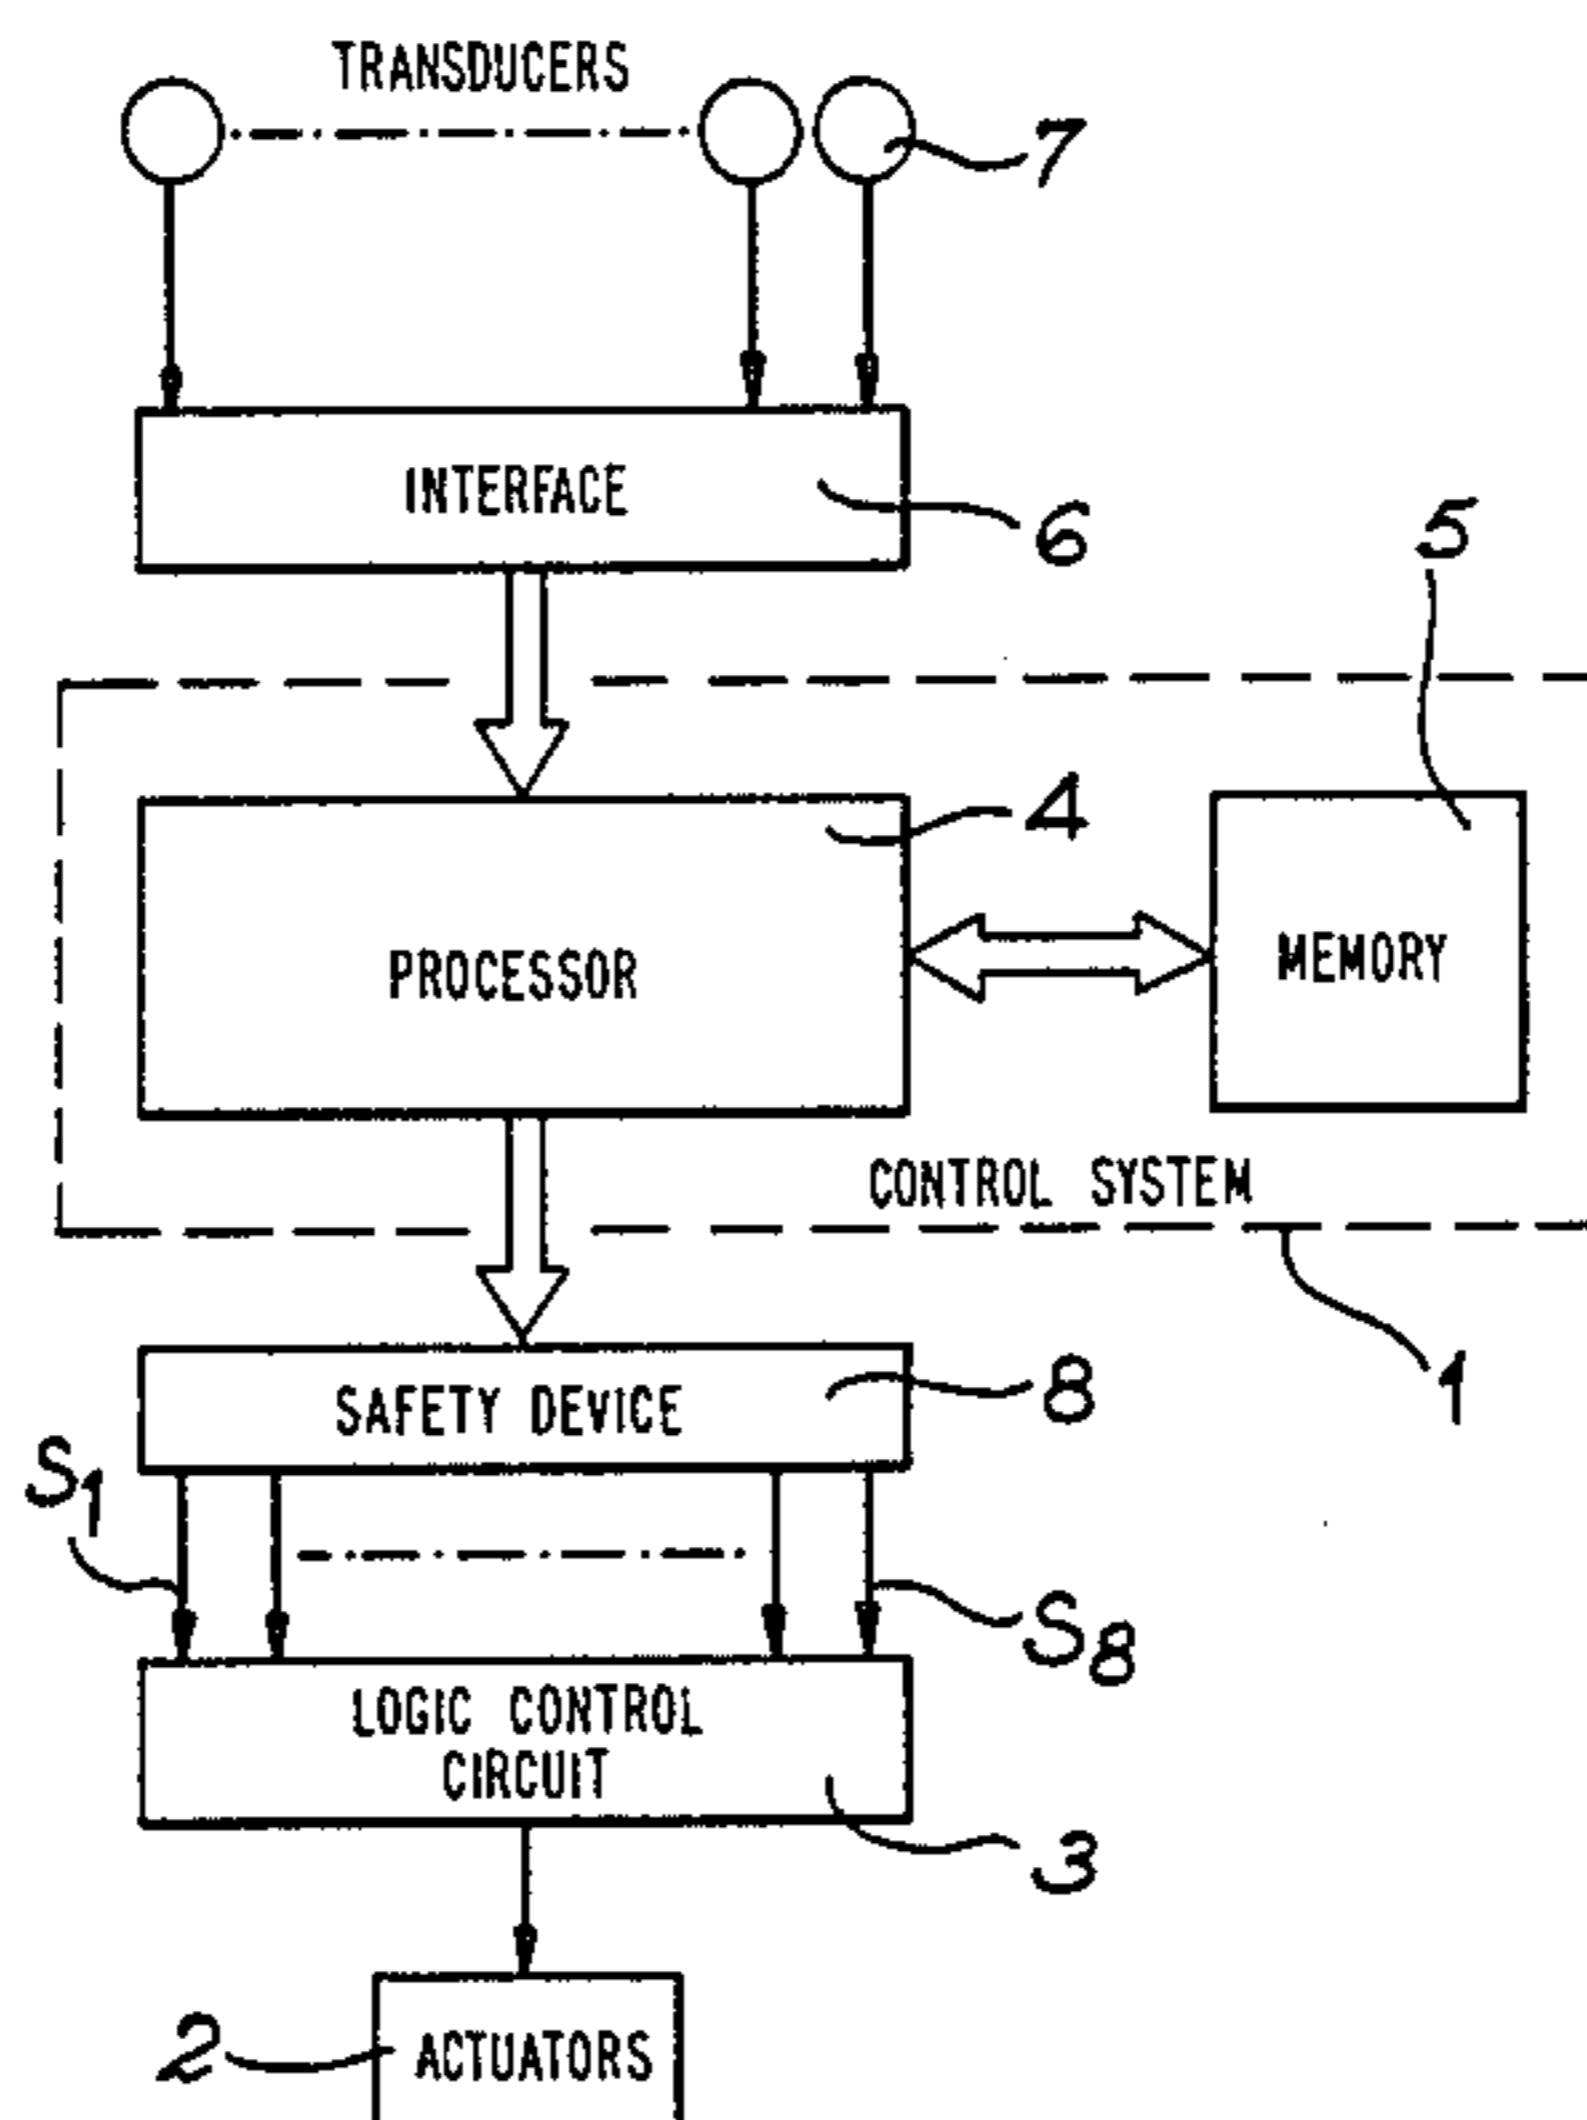 TRANSDUCERS
7
INTERFACE
6
5
4
PROCESSOR
MEMORY
CONTROL SYSTEM
1
SAFETY DEVICE
8
S1
S8
LOGIC CONTROL
CIRCUIT
3
2
ACTUATORS